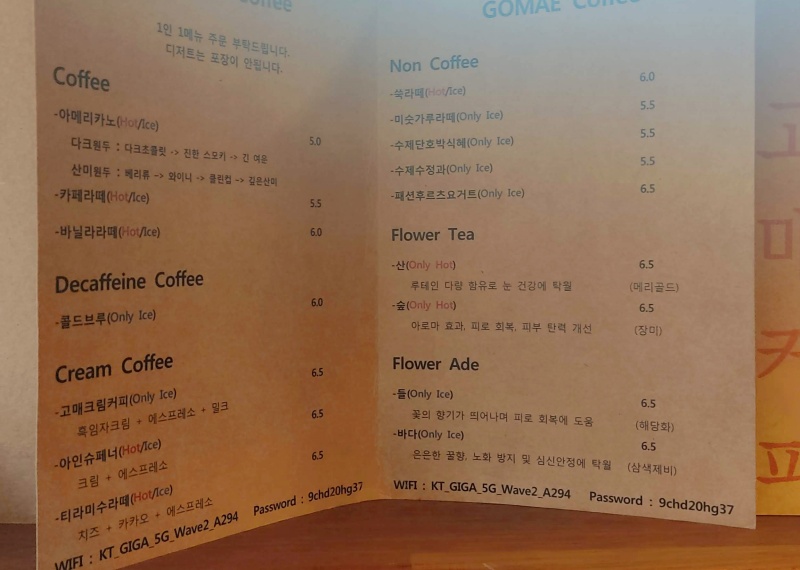 Coffee
1인 1메뉴 주문 부탁드립니다.
디저트는 포장이 안됩니다.
Coffee
-아메리카노(Hot/Ice) 5.0
다크원두 : 다크초콜릿 -> 진한 스모키 -> 긴 여운
산미원두 : 베리류 -> 와이니 -> 클린컵 -> 깊은산미
-카페라떼(Hot/Ice) 5.5
-바닐라라떼(Hot/Ice) 6.0
Decaffeine Coffee
-콜드브루(Only Ice) 6.0
Cream Coffee
-고매크림커피(Only Ice) 6.5
흑임자크림 + 에스프레소 + 밀크
-아인슈페너(Hot/Ice) 6.5
크림 + 에스프레소
-티라미수라떼(Hot/Ice) 6.5
치즈 + 카카오 + 에스프레소
WIFI : KT_GIGA_5G_Wave2_A294 Password : 9chd20hg37
GOMAE Coffee
Non Coffee
-쑥라떼(Hot/Ice) 6.0
-미숫가루라떼(Only Ice) 5.5
-수제단호박식혜(Only Ice) 5.5
-수제수정과(Only Ice) 5.5
-패션후르츠요거트(Only Ice) 6.5
Flower Tea
-산(Only Hot) 6.5
루테인 다량 함유로 눈 건강에 탁월 (메리골드)
-숲(Only Hot) 6.5
아로마 효과, 피로 회복, 피부 탄력 개선 (장미)
Flower Ade
-들(Only Ice) 6.5
꽃의 향기가 뛰어나며 피로 회복에 도움 (해당화)
-바다(Only Ice) 6.5
은은한 꿀향, 노화 방지 및 심신안정에 탁월 (삼색제비)
WIFI : KT_GIGA_5G_Wave2_A294 Password : 9chd20hg37
고
매
커
피